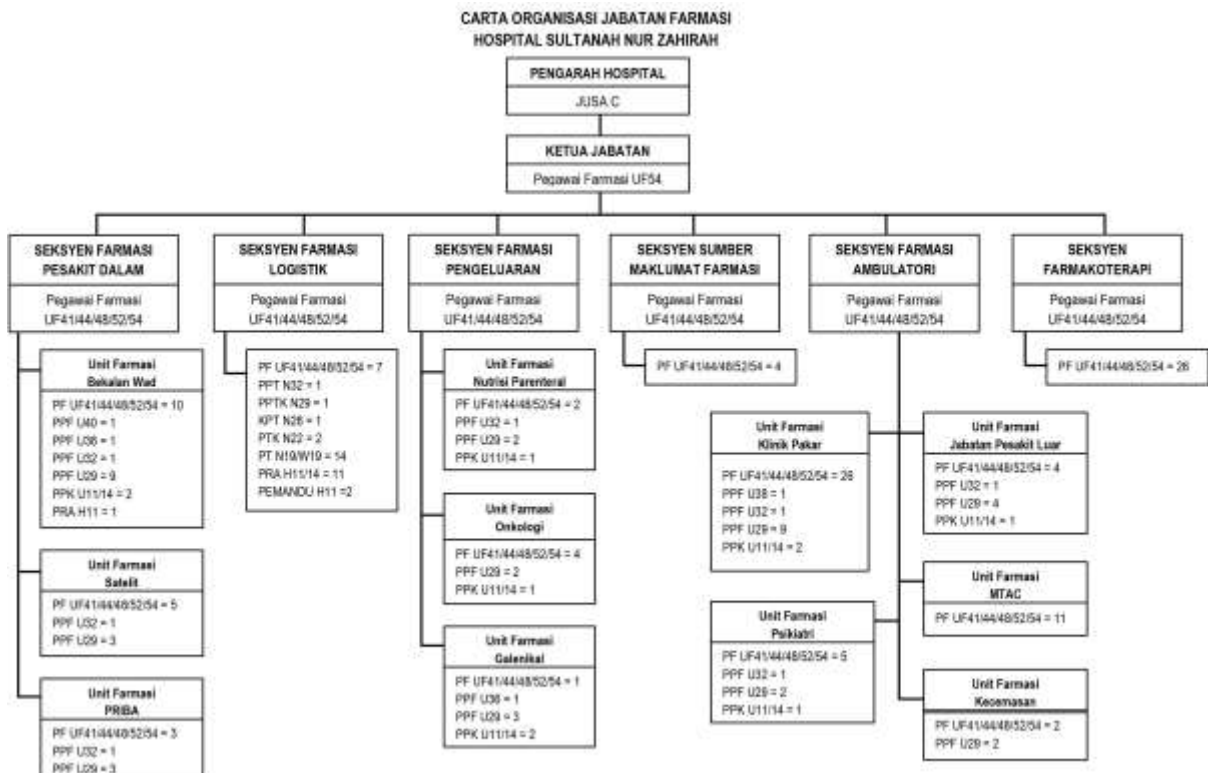 CARTA ORGANISASI JABATAN FARMASI
HOSPITAL SULTANAH NUR ZAHIRAH
PENGARAH HOSPITAL
JUSA C
KETUA JABATAN
Pegawai Farmasi UF54
SEKSYEN FARMASI
PESAKIT DALAM
Pegawai Farmasi
UF41/44/48/52/54
Unit Farmasi
Bekalan Wad
PF UF41/44/48/52/54 = 10
PPF U40 = 1
PPF U36 = 1
PPF U32 = 1
PPF U29 = 9
PPK U11/14 = 2
PRA H11 = 1
Unit Farmasi
Satelit
PF UF41/44/48/52/54 = 5
PPF U32 = 1
PPF U29 = 3
Unit Farmasi
PRIBA
PF UF41/44/48/52/54 = 3
PPF U32 = 1
PPF U29 = 3
SEKSYEN FARMASI
LOGISTIK
Pegawai Farmasi
UF41/44/48/52/54
PF UF41/44/48/52/54 = 7
PPT N32 = 1
PPTK N29 = 1
KPT N26 = 1
PTK N22 = 2
PT N19/W19 = 14
PRA H11/14 = 11
PEMANDU H11 =2
SEKSYEN FARMASI
PENGELUARAN
Pegawai Farmasi
UF41/44/48/52/54
Unit Farmasi
Nutrisi Parenteral
PF UF41/44/48/52/54 = 2
PPF U32 = 1
PPF U29 = 2
PPK U11/14 = 1
Unit Farmasi
Onkologi
PF UF41/44/48/52/54 = 4
PPF U29 = 2
PPK U11/14 = 1
Unit Farmasi
Galenikal
PF UF41/44/48/52/54 = 1
PPF U36 = 1
PPF U29 = 3
PPK U11/14 = 2
SEKSYEN SUMBER
MAKLUMAT FARMASI
Pegawai Farmasi
UF41/44/48/52/54
PF UF41/44/48/52/54 = 4
SEKSYEN FARMASI
AMBULATORI
Pegawai Farmasi
UF41/44/48/52/54
Unit Farmasi
Klinik Pakar
PF UF41/44/48/52/54 = 26
PPF U38 = 1
PPF U32 = 1
PPF U29 = 9
PPK U11/14 = 2
Unit Farmasi
Jabatan Pesakit Luar
PF UF41/44/48/52/54 = 4
PPF U32 = 1
PPF U29 = 4
PPK U11/14 = 1
Unit Farmasi
MTAC
PF UF41/44/48/52/54 = 11
Unit Farmasi
Psikiatri
PF UF41/44/48/52/54 = 5
PPF U32 = 1
PPF U29 = 2
PPK U11/14 = 1
Unit Farmasi
Kecemasan
PF UF41/44/48/52/54 = 2
PPF U29 = 2
SEKSYEN
FARMAKOTERAPI
Pegawai Farmasi
UF41/44/48/52/54
PF UF41/44/48/52/54 = 26